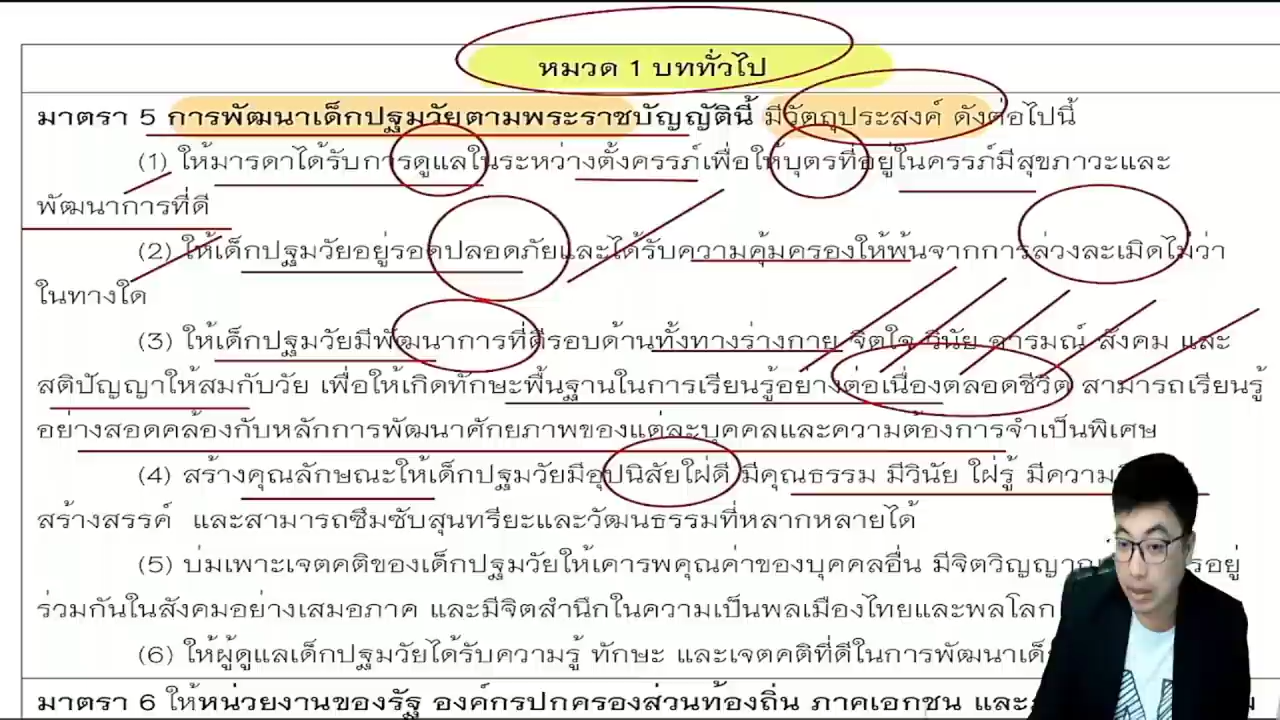 หมวด 1 บททั่วไป
มาตรา 5 การพัฒนาเด็กปฐมวัยตามพระราชบัญญัตินี้ มีวัตถุประสงค์ ดังต่อไปนี้
(1) ให้มารดาได้รับการดูแลในระหว่างตั้งครรภ์เพื่อให้บุตรที่อยู่ในครรภ์มีสุขภาวะและ
พัฒนาการที่ดี
(2) ให้เด็กปฐมวัยอยู่รอดปลอดภัยและได้รับความคุ้มครองให้พ้นจากการล่วงละเมิดไม่ว่า
ในทางใด
(3) ให้เด็กปฐมวัยมีพัฒนาการที่ดีรอบด้านทั้งทางร่างกาย จิตใจ วินัย อารมณ์ สังคม และ
สติปัญญาให้สมกับวัย เพื่อให้เกิดทักษะพื้นฐานในการเรียนรู้อย่างต่อเนื่องตลอดชีวิต สามารถเรียนรู้
อย่างสอดคล้องกับหลักการพัฒนาศักยภาพของแต่ละบุคคลและความต้องการจำเป็นพิเศษ
(4) สร้างคุณลักษณะให้เด็กปฐมวัยมีอุปนิสัยใฝ่ดี มีคุณธรรม มีวินัย ใฝ่รู้ มีความ
สร้างสรรค์ และสามารถซึมซับสุนทรียะและวัฒนธรรมที่หลากหลายได้
(5) บ่มเพาะเจตคติของเด็กปฐมวัยให้เคารพคุณค่าของบุคคลอื่น มีจิตวิญญาณ อยู่
ร่วมกันในสังคมอย่างเสมอภาค และมีจิตสำนึกในความเป็นพลเมืองไทยและพลโลก
(6) ให้ผู้ดูแลเด็กปฐมวัยได้รับความรู้ ทักษะ และเจตคติที่ดีในการพัฒนา
มาตรา 6 ให้หน่วยงานของรัฐ องค์กรปกครองส่วนท้องถิ่น ภาคเอกชน และ